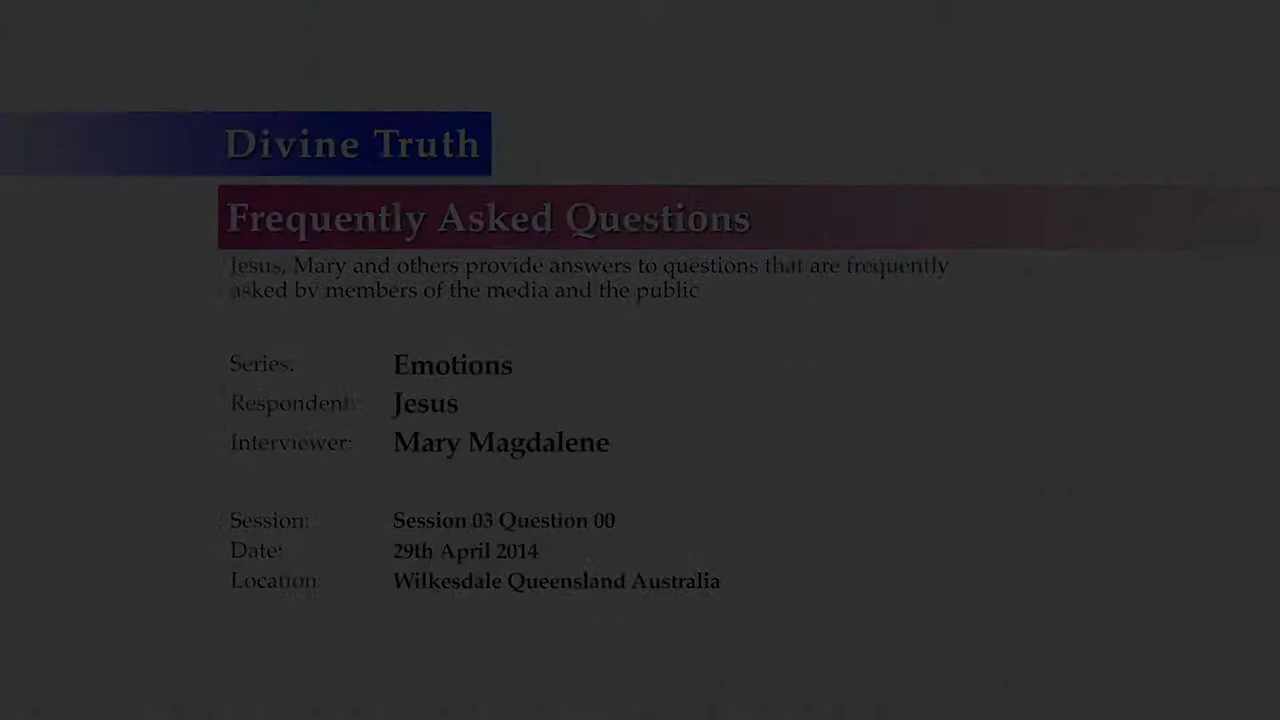 Divine Truth
Frequently Asked Questions
Jesus, Mary and others provide answers to questions that are frequently
asked by members of the media and the public
Series: Emotions
Respondent: Jesus
Interviewer: Mary Magdalene
Session: Session 03 Question 00
Date: 29th April 2014
Location: Wilkesdale Queensland Australia